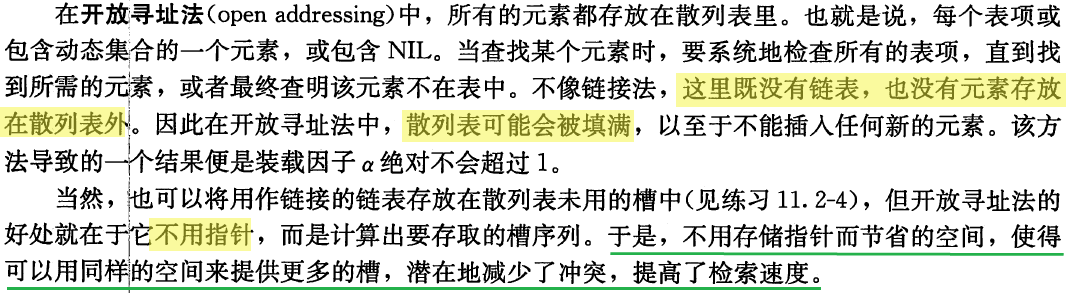 在开放寻址法(open addressing)中，所有的元素都存放在散列表里。也就是说，每个表项或
包含动态集合的一个元素，或包含 NIL。当查找某个元素时，要系统地检查所有的表项，直到找
到所需的元素，或者最终查明该元素不在表中。不像链接法，这里既没有链表，也没有元素存放
在散列表外。因此在开放寻址法中，散列表可能会被填满，以至于不能插入任何新的元素。该方
法导致的一个结果便是装载因子 α 绝对不会超过 1。
当然，也可以将用作链接的链表存放在散列表未用的槽中(见练习 11.2-4)，但开放寻址法的
好处就在于它不用指针，而是计算出要存取的槽序列。于是，不用存储指针而节省的空间，使得
可以用同样的空间来提供更多的槽，潜在地减少了冲突，提高了检索速度。